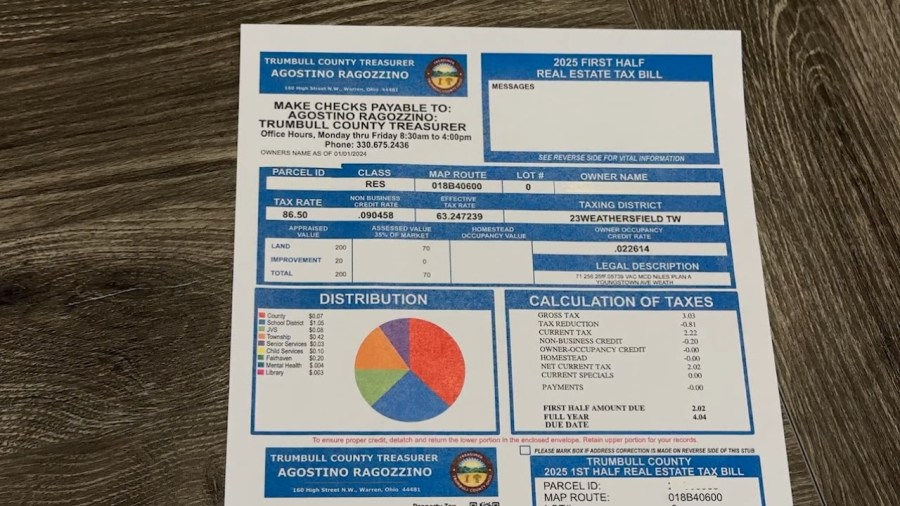 TRUMBULL COUNTY TREASURER
AGOSTINO RAGOZZINO
160 High Street N.W., Warren, Ohio 44481
MAKE CHECKS PAYABLE TO:
AGOSTINO RAGOZZINO:
TRUMBULL COUNTY TREASURER
Office Hours, Monday thru Friday 8:30am to 4:00pm
Phone: 330.675.2436
OWNERS NAME AS OF 01/01/2024
2025 FIRST HALF
REAL ESTATE TAX BILL
MESSAGES
SEE REVERSE SIDE FOR VITAL INFORMATION
PARCEL ID CLASS MAP ROUTE LOT # OWNER NAME
RES 018B40600 0
TAX RATE NON BUSINESS CREDIT RATE EFFECTIVE TAX RATE TAXING DISTRICT
86.50 .090458 63.247239 23WEATHERSFIELD TW
APPRAISED VALUE ASSESSED VALUE 35% OF MARKET HOMESTEAD OCCUPANCY VALUE OWNER OCCUPANCY CREDIT RATE
.022614
LAND 200 70
IMPROVEMENT 20 0
TOTAL 200 70
LEGAL DESCRIPTION
VAC MCD NILES PLAN A
YOUNGSTOWN AVE WEATH
DISTRIBUTION
County $0.07
School District $1.05
JVS $0.08
Township $0.42
Senior Services $0.03
Child Services $0.10
Fairhaven $0.20
Mental Health $.004
Library $.003
CALCULATION OF TAXES
GROSS TAX 3.03
TAX REDUCTION -0.81
CURRENT TAX 2.22
NON-BUSINESS CREDIT -0.20
OWNER-OCCUPANCY CREDIT -0.00
HOMESTEAD -0.00
NET CURRENT TAX 2.02
CURRENT SPECIALS 0.00
PAYMENTS -0.00
FIRST HALF AMOUNT DUE 2.02
FULL YEAR 4.04
DUE DATE
To ensure proper credit, detatch and return the lower portion in the enclosed envelope. Retain upper portion for your records.
PLEASE MARK BOX IF ADDRESS CORRECTION IS MADE ON REVERSE SIDE OF THIS STUB
TRUMBULL COUNTY TREASURER
AGOSTINO RAGOZZINO
160 High Street N.W., Warren, Ohio 44481
TRUMBULL COUNTY
2025 1ST HALF REAL ESTATE TAX BILL
PARCEL ID:
MAP ROUTE: 018B40600